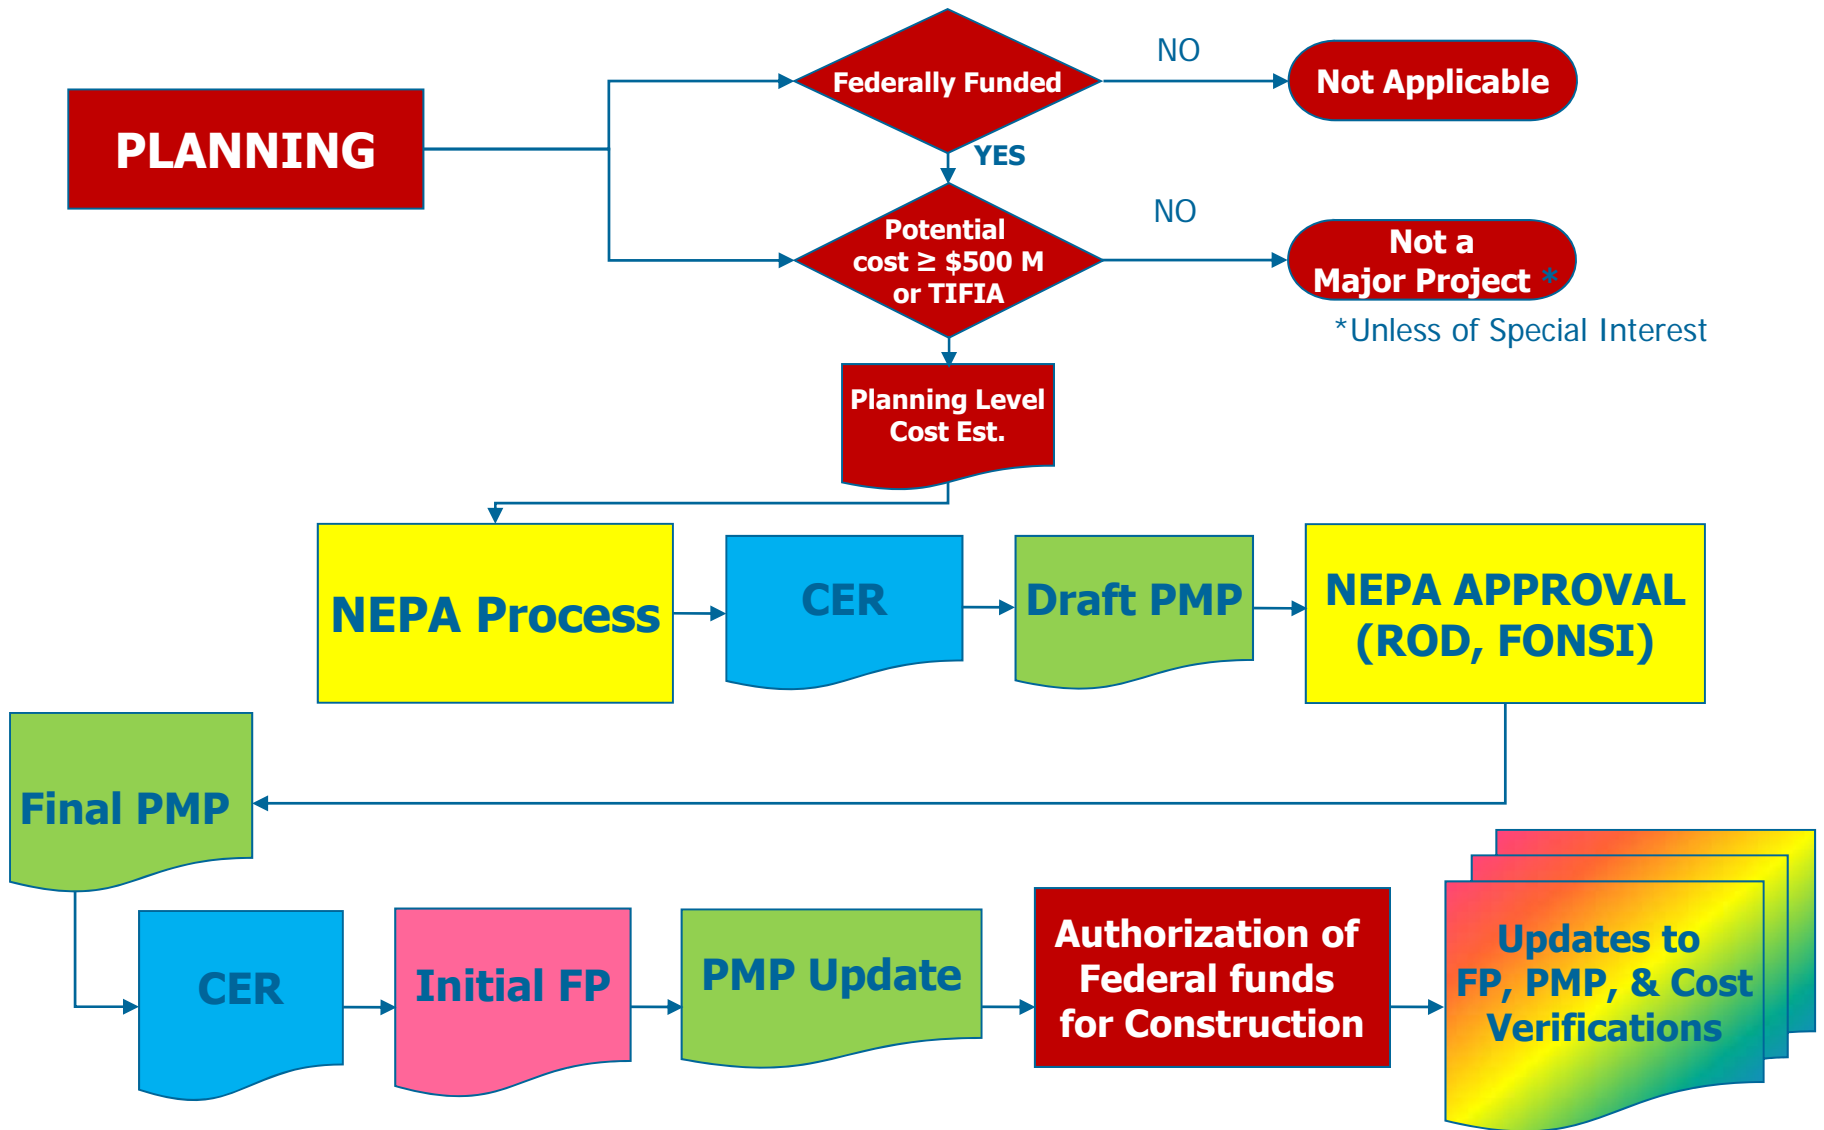 PLANNING
Federally Funded
NO
Not Applicable
YES
Potential
cost ≥ $500 M
or TIFIA
NO
Not a
Major Project *
*Unless of Special Interest
Planning Level
Cost Est.
NEPA Process
CER
Draft PMP
NEPA APPROVAL
(ROD, FONSI)
Final PMP
CER
Initial FP
PMP Update
Authorization of
Federal funds
for Construction
Updates to
FP, PMP, & Cost
Verifications